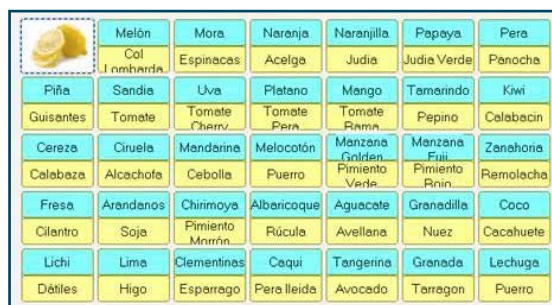 Melón Mora Naranja Naranjilla Papaya Pera
Col Lombarda Espinacas Acelga Judia Judia Verde Panocha
Piña Sandia Uva Platano Mango Tamarindo Kiwi
Guisantes Tomate Tomate Cherry Tomate Pera Tomate Rama Pepino Calabacin
Cereza Ciruela Mandarina Melocotón Manzana Golden Manzana Fuji Zanahoria
Calabaza Alcachofa Cebolla Puerro Pimiento Vede Pimiento Rojo Remolacha
Fresa Arandanos Chirimoya Albaricoque Aguacate Granadilla Coco
Cilantro Soja Pimiento Morrón Rúcula Avellana Nuez Cacahuete
Lichi Lima Clementinas Caqui Tangerina Granada Lechuga
Dátiles Higo Esparrago Pera lleida Avocado Tarragon Puerro